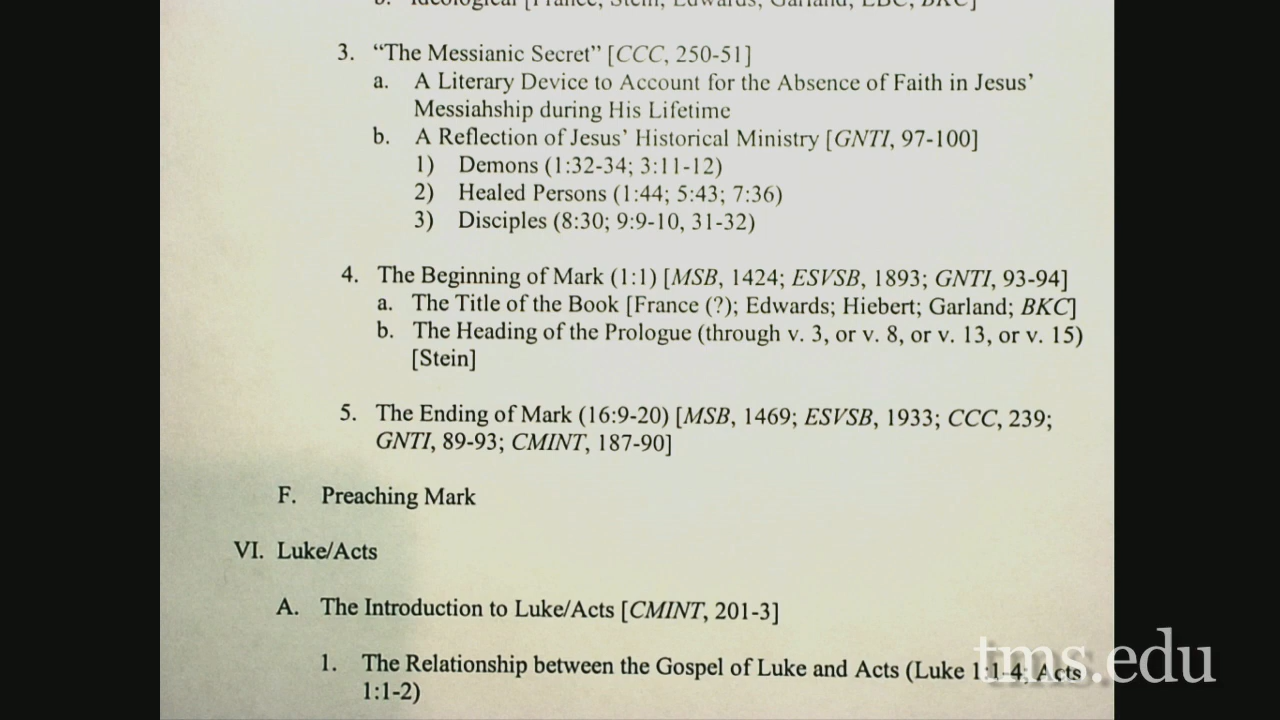 b. Ideological [France, Stein, Edwards, Garland, EBC, BKC]
3. “The Messianic Secret” [CCC, 250-51]
a. A Literary Device to Account for the Absence of Faith in Jesus’
Messiahship during His Lifetime
b. A Reflection of Jesus’ Historical Ministry [GNTI, 97-100]
1) Demons (1:32-34; 3:11-12)
2) Healed Persons (1:44; 5:43; 7:36)
3) Disciples (8:30; 9:9-10, 31-32)
4. The Beginning of Mark (1:1) [MSB, 1424; ESVSB, 1893; GNTI, 93-94]
a. The Title of the Book [France (?); Edwards; Hiebert; Garland; BKC]
b. The Heading of the Prologue (through v. 3, or v. 8, or v. 13, or v. 15)
[Stein]
5. The Ending of Mark (16:9-20) [MSB, 1469; ESVSB, 1933; CCC, 239;
GNTI, 89-93; CMINT, 187-90]
F. Preaching Mark
VI. Luke/Acts
A. The Introduction to Luke/Acts [CMINT, 201-3]
1. The Relationship between the Gospel of Luke and Acts (Luke 1:1-4; Acts
1:1-2)
tms.edu